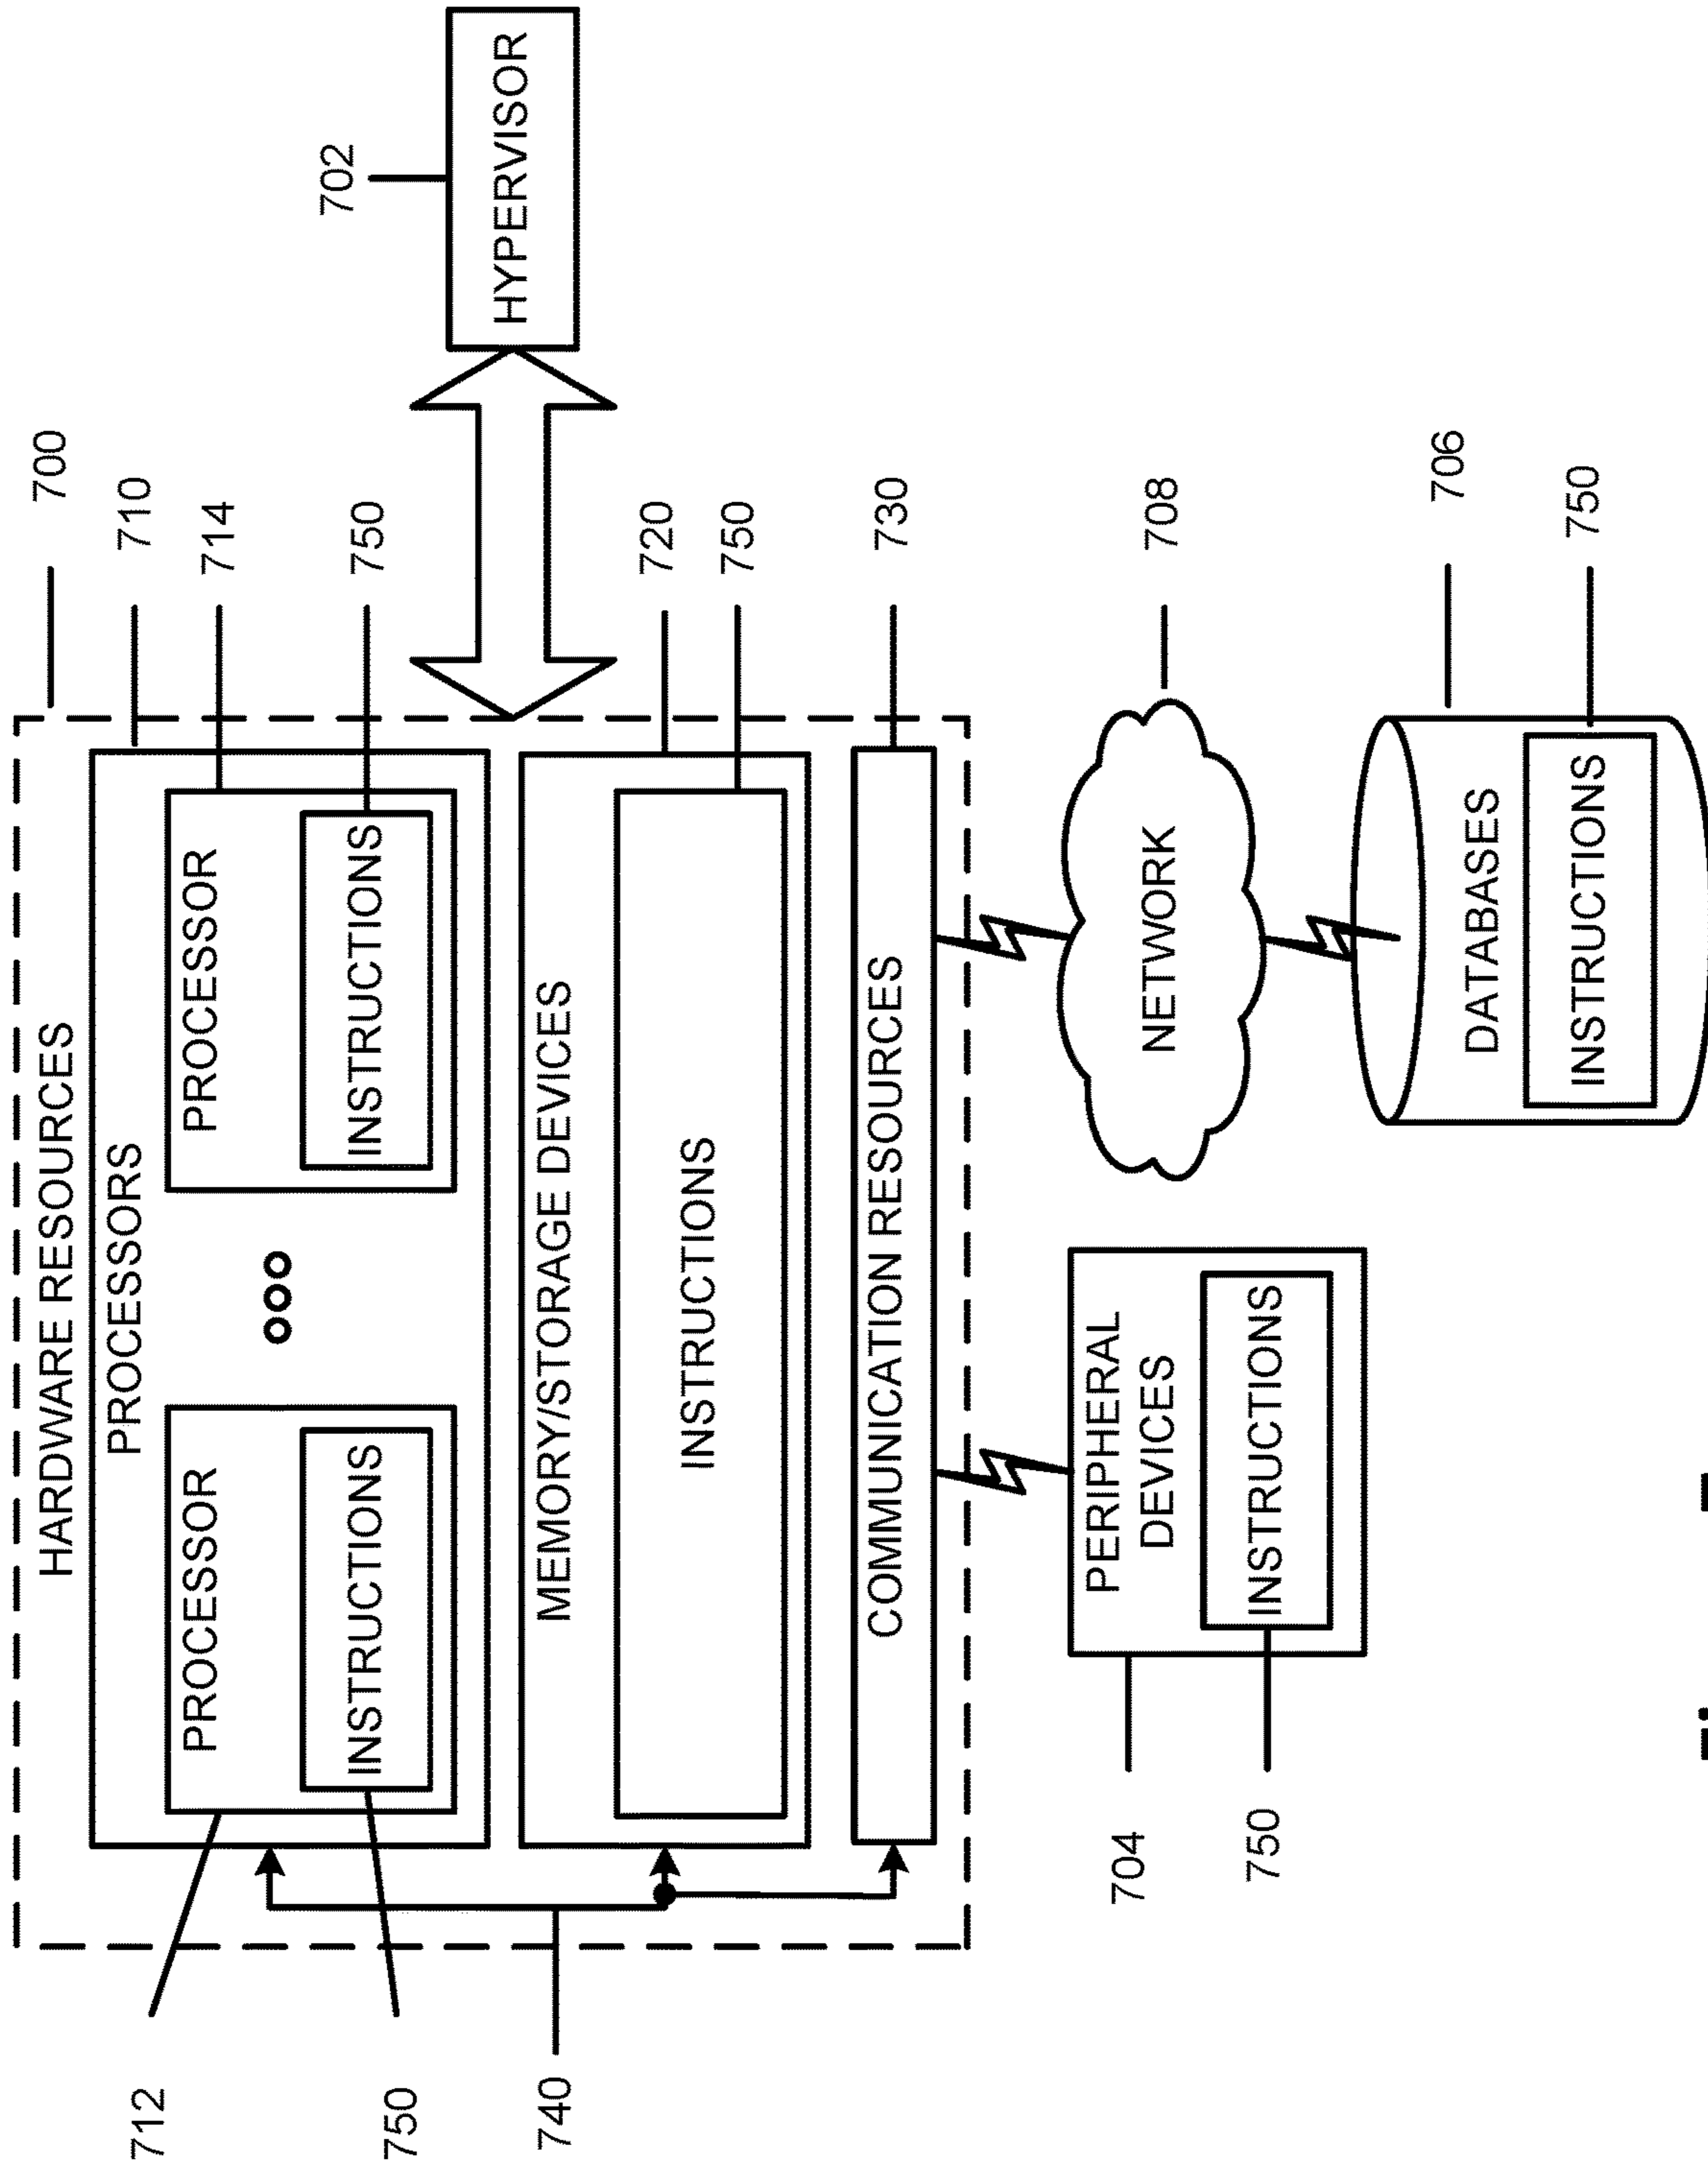 HARDWARE RESOURCES
700
PROCESSORS
710
PROCESSOR
PROCESSOR
714
712
INSTRUCTIONS
INSTRUCTIONS
750
750
702
HYPERVISOR
MEMORY/STORAGE DEVICES
720
INSTRUCTIONS
750
740
COMMUNICATION RESOURCES
730
PERIPHERAL
DEVICES
704
INSTRUCTIONS
750
NETWORK
708
706
DATABASES
INSTRUCTIONS
750